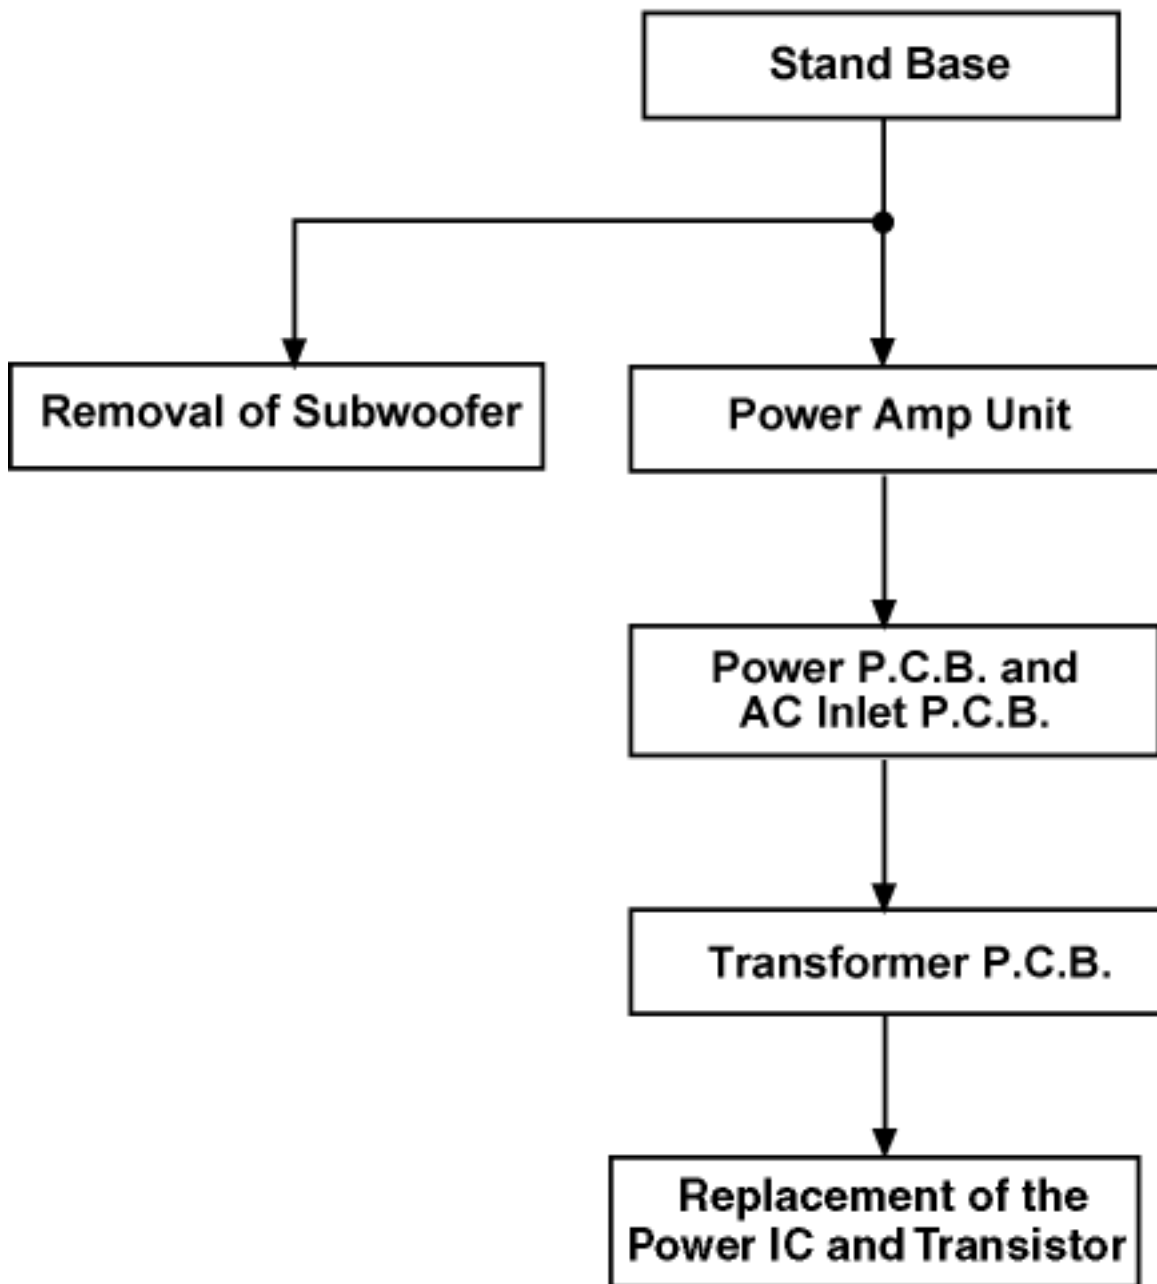 Stand Base
Removal of Subwoofer
Power Amp Unit
Power P.C.B. and
AC Inlet P.C.B.
Transformer P.C.B.
Replacement of the
Power IC and Transistor